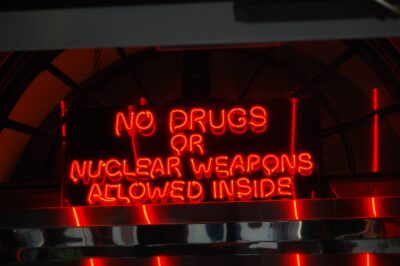 NO DRUGS
OR
NUCLEAR WEAPONS
ALLOWED INSIDE